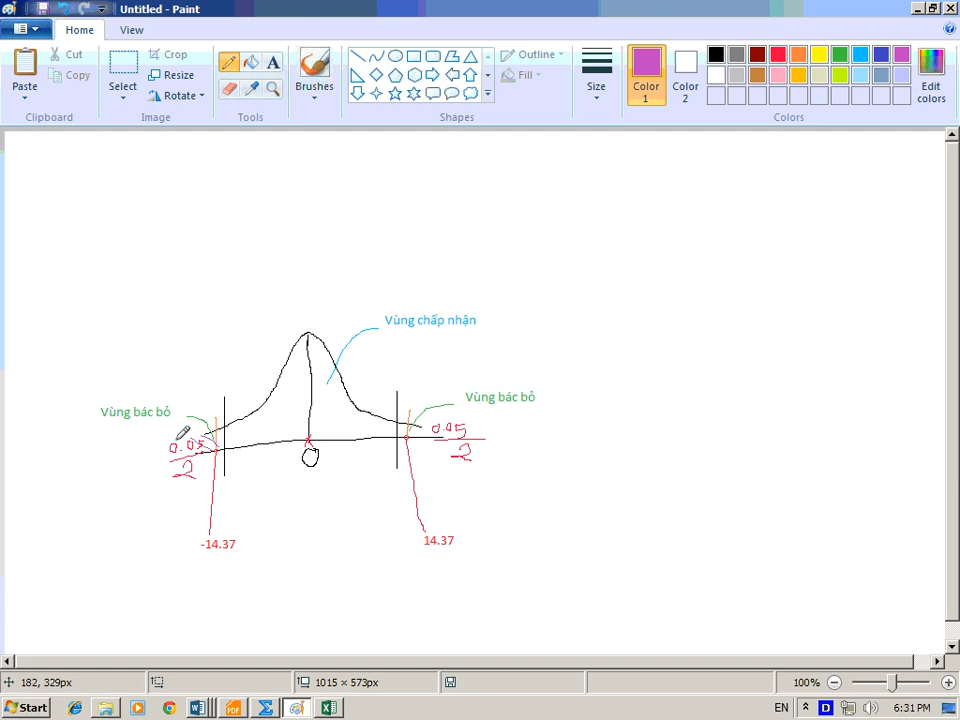 Untitled - Paint
Home
View
Paste
Cut
Copy
Clipboard
Select
Crop
Resize
Rotate
Image
A
Tools
Brushes
Outline
Fill
Shapes
Size
Color
1
Color
2
Edit
colors
Colors
Vùng chấp nhận
Vùng bác bỏ
Vùng bác bỏ
0.05
2
0.05
2
0
-14.37
14.37
182, 329px
1015 × 573px
100%
Start
EN
6:31 PM